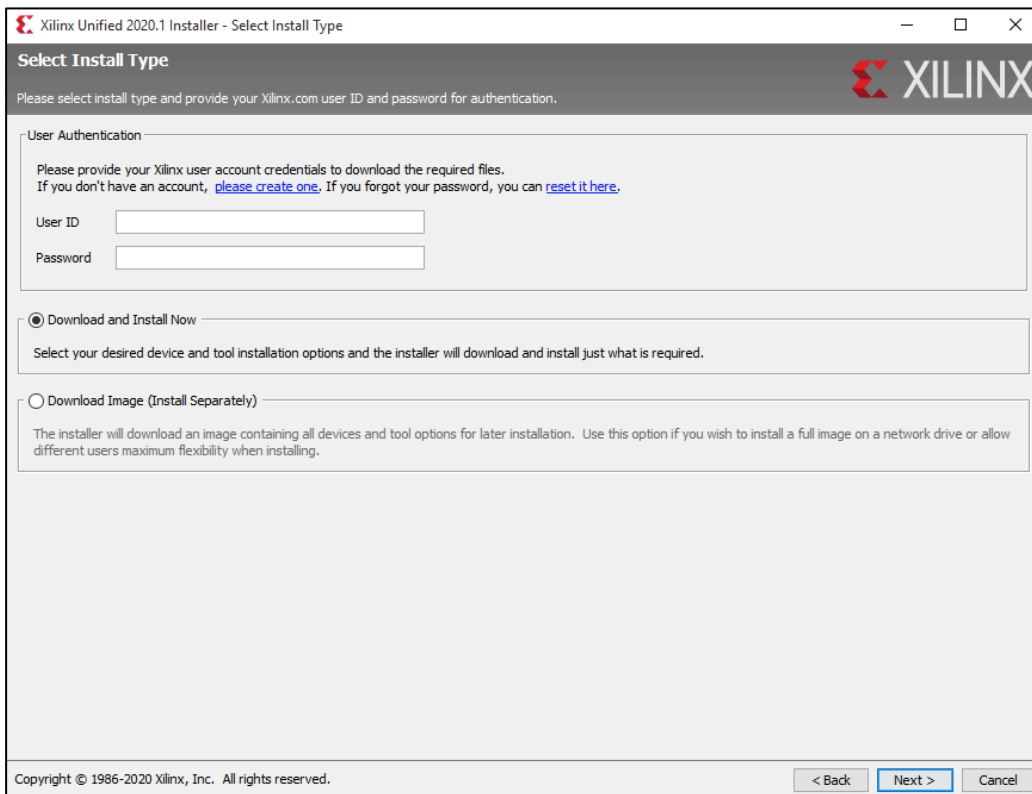 Xilinx Unified 2020.1 Installer - Select Install Type
Select Install Type
XILINX
Please select install type and provide your Xilinx.com user ID and password for authentication.
User Authentication
Please provide your Xilinx user account credentials to download the required files.
If you don't have an account, please create one. If you forgot your password, you can reset it here.
User ID
Password
Download and Install Now
Select your desired device and tool installation options and the installer will download and install just what is required.
Download Image (Install Separately)
The installer will download an image containing all devices and tool options for later installation. Use this option if you wish to install a full image on a network drive or allow
different users maximum flexibility when installing.
Copyright © 1986-2020 Xilinx, Inc. All rights reserved.
< Back
Next >
Cancel